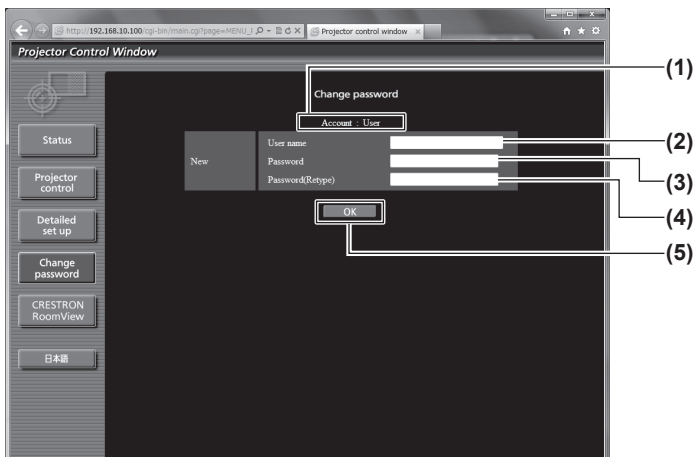 http://192.168.10.100/cgi-bin/main.cgi?page=MENU_
Projector control window
Projector Control Window
(1)
Change password
Account : User
Status
User name
(2)
New
Password
(3)
Projector
control
Password(Retype)
(4)
Detailed
set up
OK
(5)
Change
password
CRESTRON
RoomView
日本語